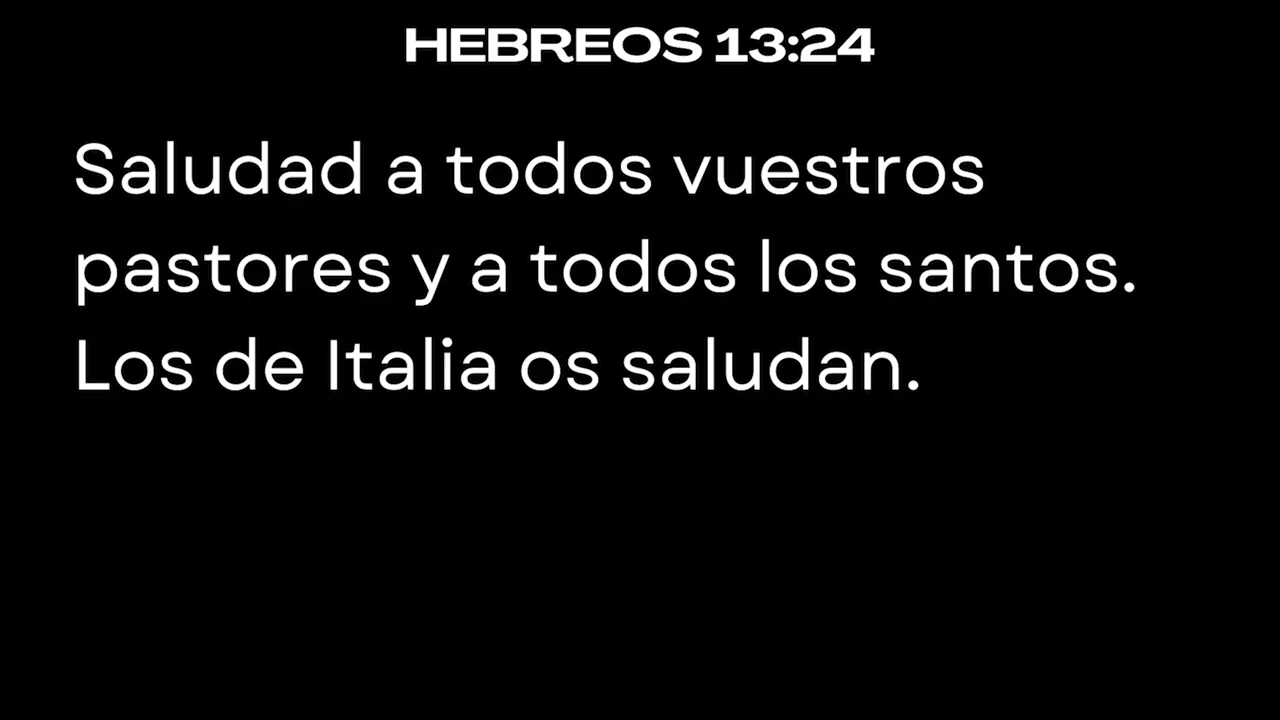 HEBREOS 13:24
Saludad a todos vuestros
pastores y a todos los santos.
Los de Italia os saludan.